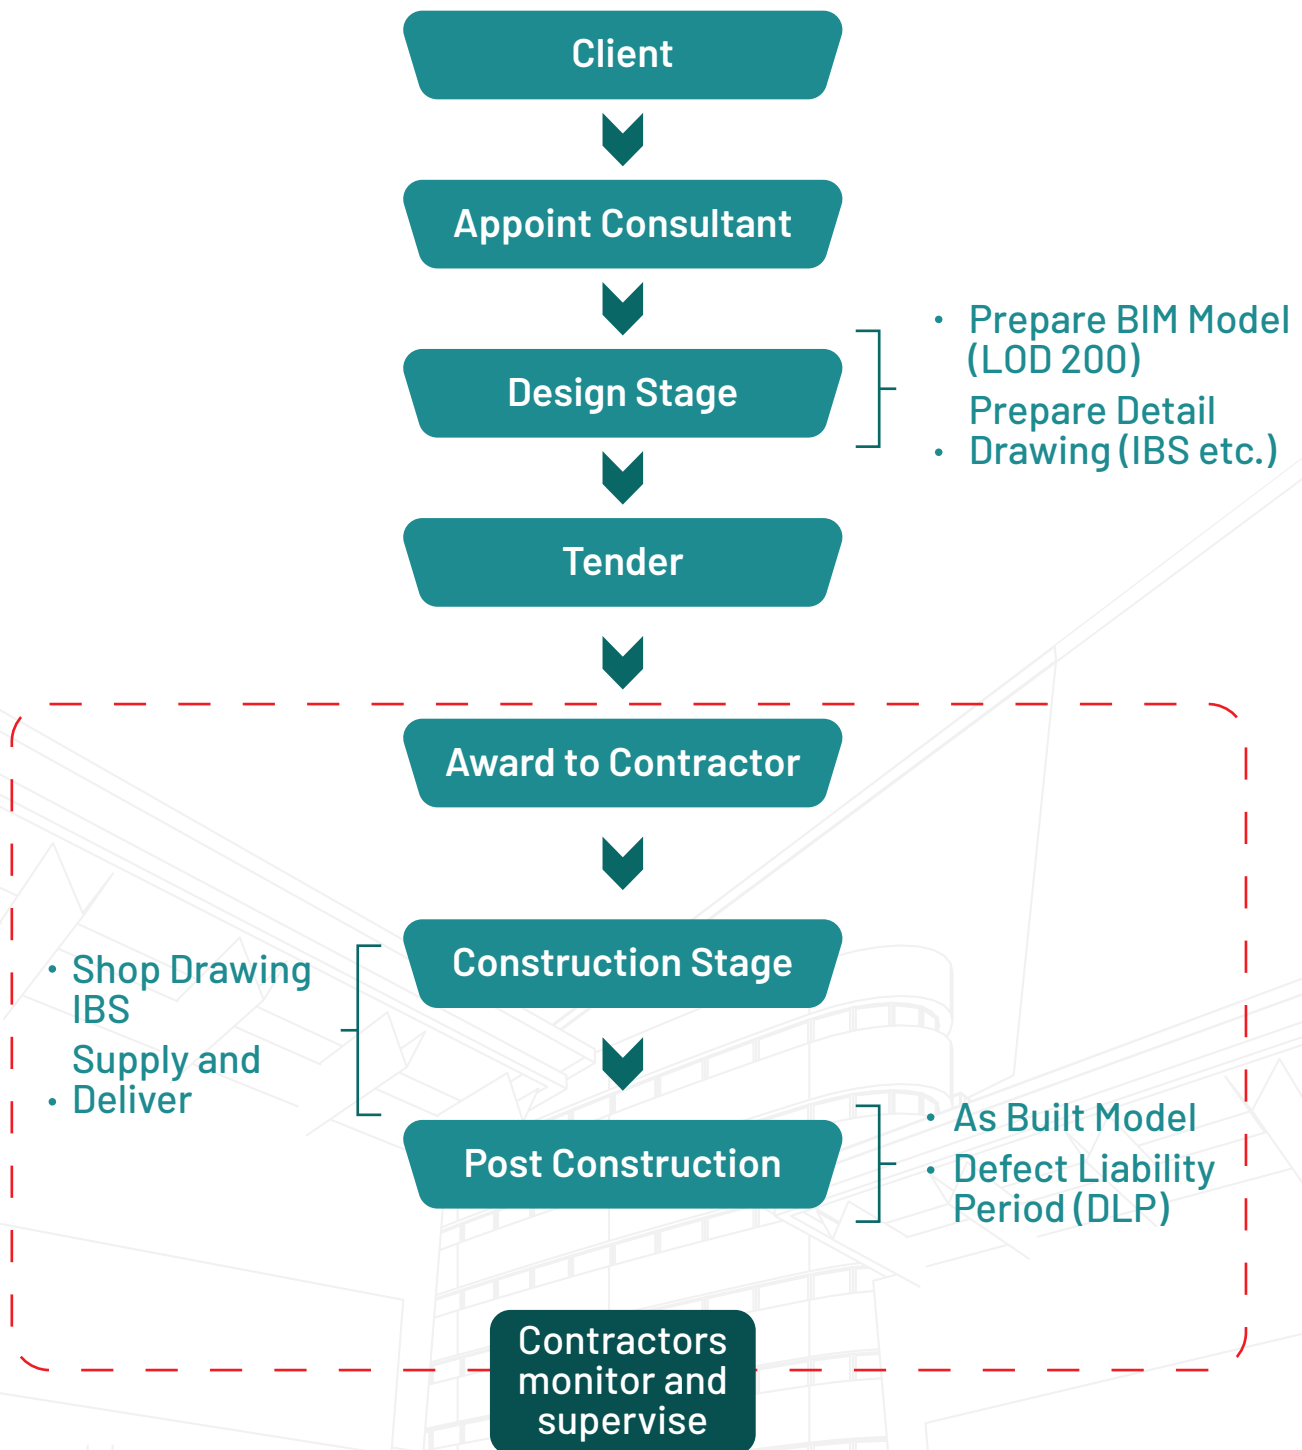 Client
Appoint Consultant
Design Stage
• Prepare BIM Model
(LOD 200)
Prepare Detail
• Drawing (IBS etc.)
Tender
Award to Contractor
Construction Stage
• Shop Drawing
IBS
Supply and
• Deliver
Post Construction
• As Built Model
• Defect Liability
Period (DLP)
Contractors
monitor and
supervise